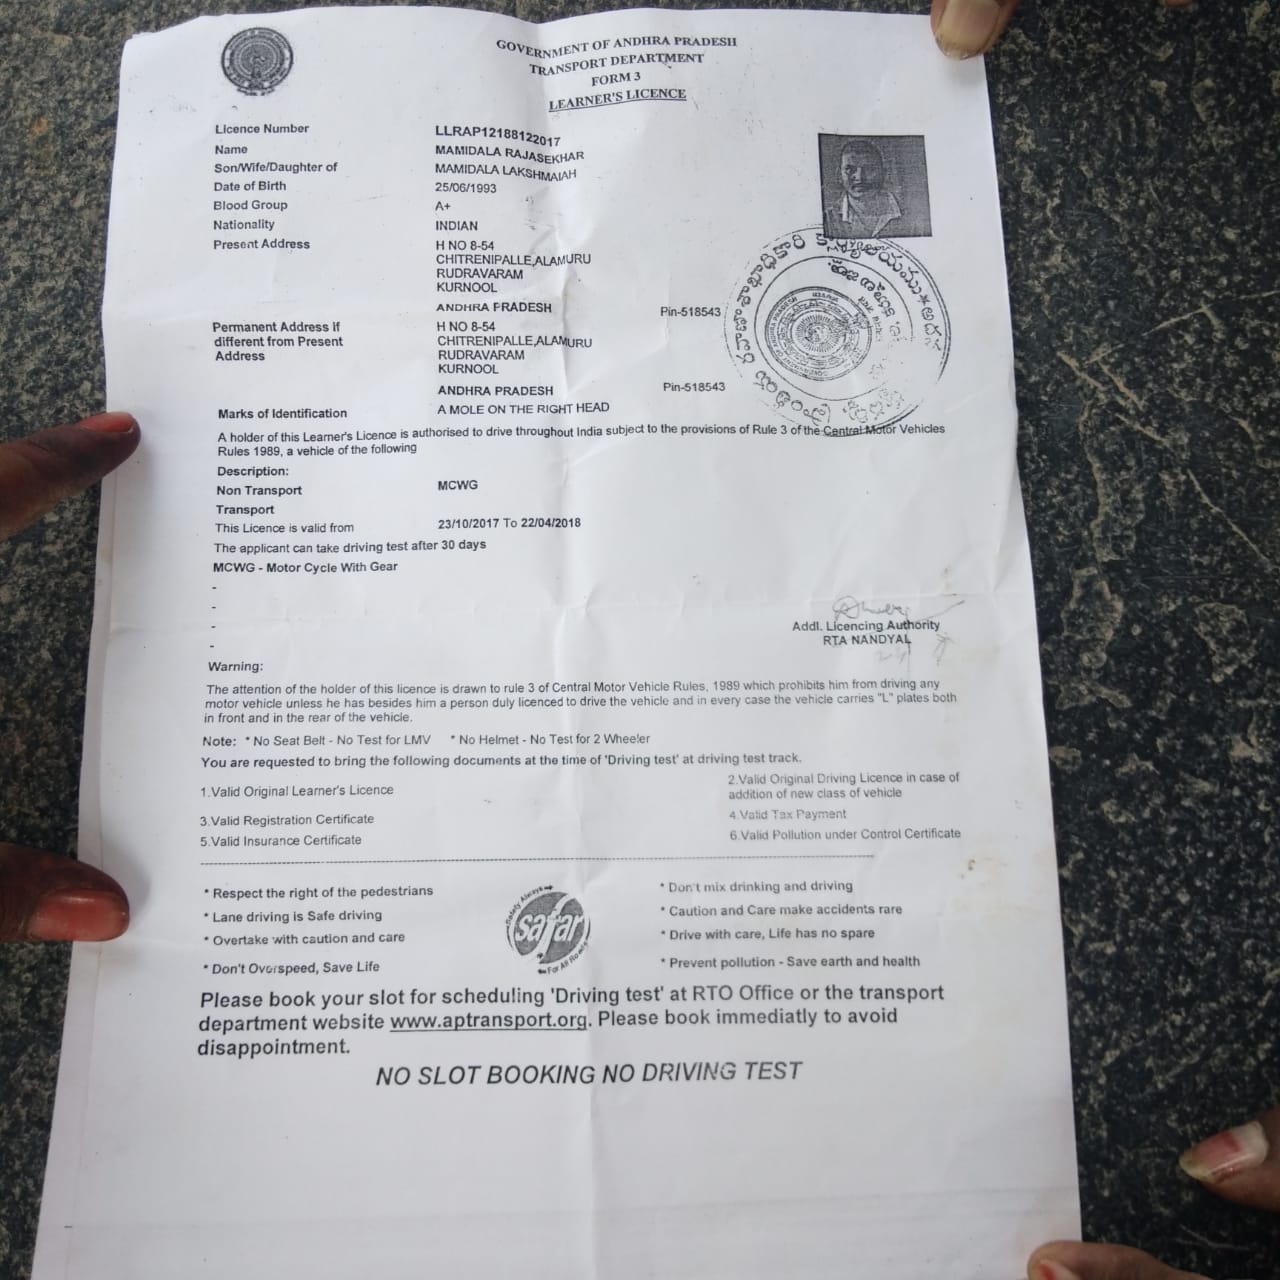 GOVERNMENT OF ANDHRA PRADESH
TRANSPORT DEPARTMENT
FORM 3
LEARNER'S LICENCE
Licence Number LLRAP12188122017
Name MAMIDALA RAJASEKHAR
Son/Wife/Daughter of MAMIDALA LAKSHMAIAH
Date of Birth 25/06/1993
Blood Group A+
Nationality INDIAN
Present Address H NO 8-54
CHITRENIPALLE,ALAMURU
RUDRAVARAM
KURNOOL
ANDHRA PRADESH Pin-518543
Permanent Address if H NO 8-54
different from Present CHITRENIPALLE,ALAMURU
Address RUDRAVARAM
KURNOOL
ANDHRA PRADESH Pin-518543
Marks of Identification A MOLE ON THE RIGHT HEAD
A holder of this Learner's Licence is authorised to drive throughout India subject to the provisions of Rule 3 of the Central Motor Vehicles
Rules 1989, a vehicle of the following
Description:
Non Transport MCWG
Transport
This Licence is valid from 23/10/2017 To 22/04/2018
The applicant can take driving test after 30 days
MCWG - Motor Cycle With Gear
-
-
-
-
Addl. Licencing Authority
RTA NANDYAL
Warning:
The attention of the holder of this licence is drawn to rule 3 of Central Motor Vehicle Rules, 1989 which prohibits him from driving any
motor vehicle unless he has besides him a person duly licenced to drive the vehicle and in every case the vehicle carries "L" plates both
in front and in the rear of the vehicle.
Note: * No Seat Belt - No Test for LMV * No Helmet - No Test for 2 Wheeler
You are requested to bring the following documents at the time of 'Driving test' at driving test track.
1.Valid Original Learner's Licence
2.Valid Original Driving Licence in case of
addition of new class of vehicle
3.Valid Registration Certificate
4.Valid Tax Payment
5.Valid Insurance Certificate
6.Valid Pollution under Control Certificate
* Respect the right of the pedestrians
* Lane driving is Safe driving
* Overtake with caution and care
* Don't Overspeed, Save Life
Safety Always
safar
For All Roads
* Don't mix drinking and driving
* Caution and Care make accidents rare
* Drive with care, Life has no spare
* Prevent pollution - Save earth and health
Please book your slot for scheduling 'Driving test' at RTO Office or the transport
department website www.aptransport.org. Please book immediatly to avoid
disappointment.
NO SLOT BOOKING NO DRIVING TEST